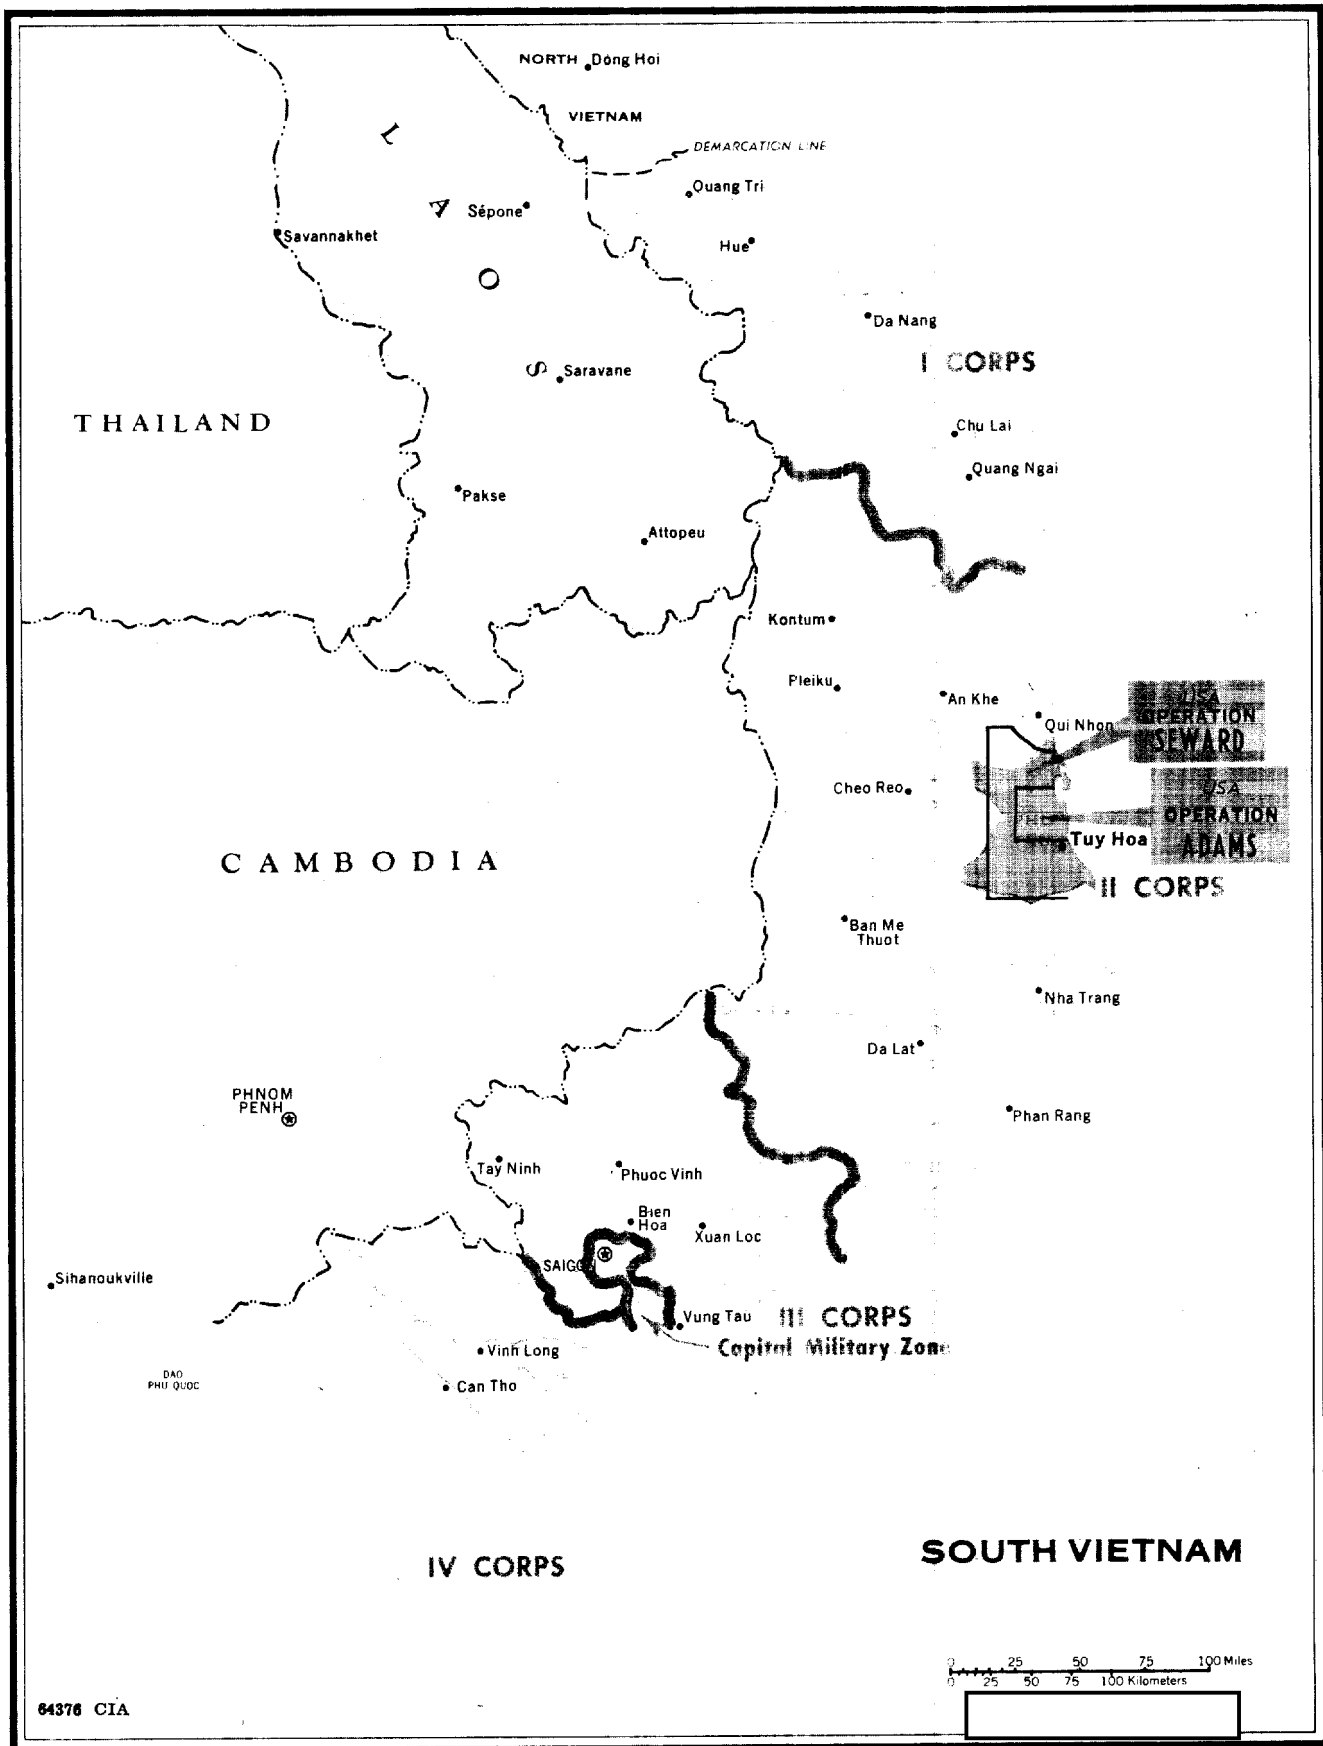 NORTH Dong Hoi
VIETNAM
DEMARCATION LINE
L A O S
Quang Tri
Sépone
Savannakhet
Hue
Da Nang
I CORPS
Saravane
THAILAND
Chu Lai
Quang Ngai
Pakse
Attopeu
Kontum
Pleiku
An Khe
Qui Nhon
USA
OPERATION
SEWARD
Cheo Reo
USA
OPERATION
ADAMS
Tuy Hoa
CAMBODIA
II CORPS
Ban Me
Thuot
Nha Trang
Da Lat
PHNOM
PENH
Phan Rang
Tay Ninh
Phuoc Vinh
Bien
Hoa
Xuan Loc
SAIGON
Sihanoukville
Vung Tau
III CORPS
Capital Military Zone
Vinh Long
Can Tho
DAO
PHU QUOC
IV CORPS
SOUTH VIETNAM
0 25 50 75 100 Miles
0 25 50 75 100 Kilometers
64376 CIA